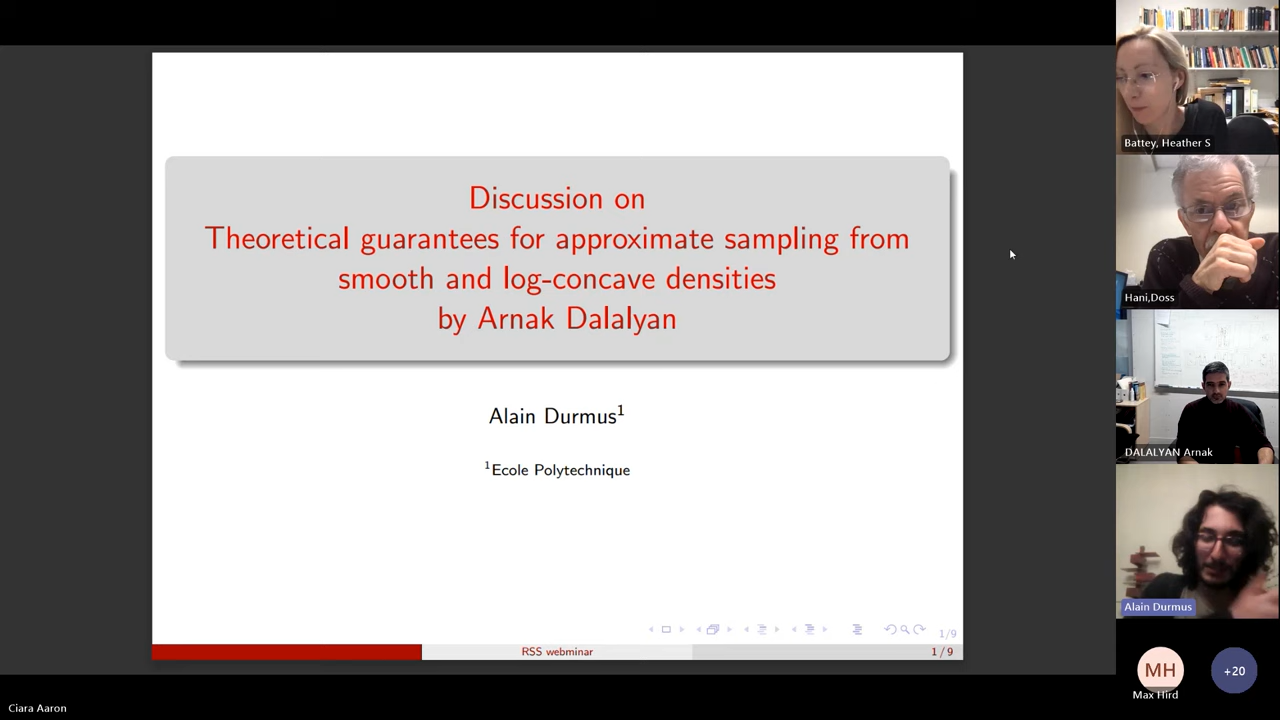 Discussion on
Theoretical guarantees for approximate sampling from
smooth and log-concave densities
by Arnak Dalalyan
Alain Durmus1
1Ecole Polytechnique
1/9
RSS webminar
1 / 9
Battey, Heather S
Hani,Doss
DALALYAN Arnak
Alain Durmus
MH
Max Hird
+20
Ciara Aaron